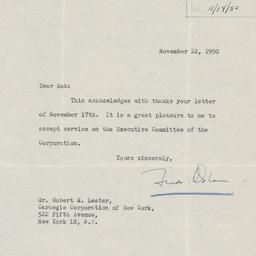 11/14/50
November 22, 1950
Dear Bob:
This acknowledges with thanks your letter
of November 17th. It is a great pleasure to me to
accept service on the Executive Committee of the
Corporation.
Yours sincerely,
Mr. Robert M. Lester,
Carnegie Corporation of New York,
522 Fifth Avenue,
New York 18, N.Y.